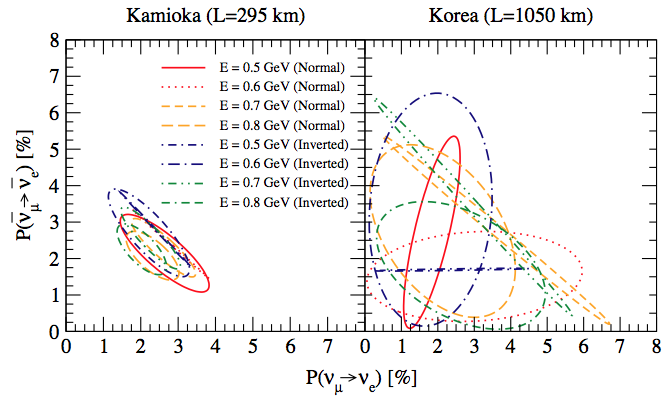 Kamioka (L=295 km) Korea (L=1050 km)
8
7
6
5
4
3
2
1
0
P(ν̅μ→ν̅e) [%]
E = 0.5 GeV (Normal)
E = 0.6 GeV (Normal)
E = 0.7 GeV (Normal)
E = 0.8 GeV (Normal)
E = 0.5 GeV (Inverted)
E = 0.6 GeV (Inverted)
E = 0.7 GeV (Inverted)
E = 0.8 GeV (Inverted)
0 1 2 3 4 5 6 7 0 1 2 3 4 5 6 7 8
P(νμ→νe) [%]